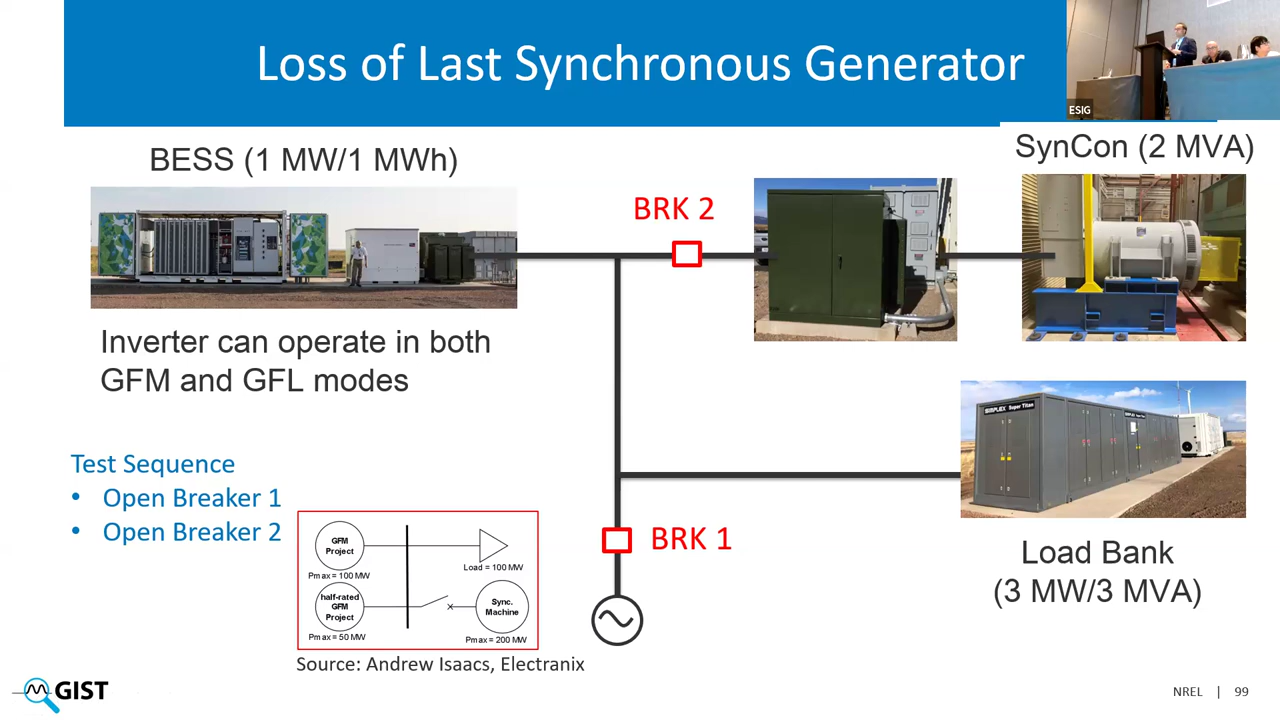 Loss of Last Synchronous Generator
ESIG
BESS (1 MW/1 MWh)
SynCon (2 MVA)
BRK 2
Inverter can operate in both
GFM and GFL modes
SIMPLEX Super Titan
Test Sequence
• Open Breaker 1
• Open Breaker 2
GFM
Project
Pmax = 100 MW
Load = 100 MW
half-rated
GFM
Project
Pmax = 50 MW
Sync.
Machine
Pmax = 200 MW
Source: Andrew Isaacs, Electranix
BRK 1
Load Bank
(3 MW/3 MVA)
GIST
NREL | 99